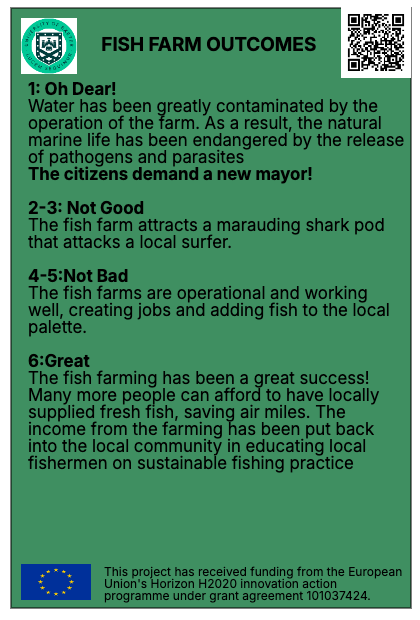 FISH FARM OUTCOMES
1: Oh Dear!
Water has been greatly contaminated by the
operation of the farm. As a result, the natural
marine life has been endangered by the release
of pathogens and parasites
The citizens demand a new mayor!
2-3: Not Good
The fish farm attracts a marauding shark pod
that attacks a local surfer.
4-5:Not Bad
The fish farms are operational and working
well, creating jobs and adding fish to the local
palette.
6:Great
The fish farming has been a great success!
Many more people can afford to have locally
supplied fresh fish, saving air miles. The
income from the farming has been put back
into the local community in educating local
fishermen on sustainable fishing practice
This project has received funding from the European
Union's Horizon H2020 innovation action
programme under grant agreement 101037424.